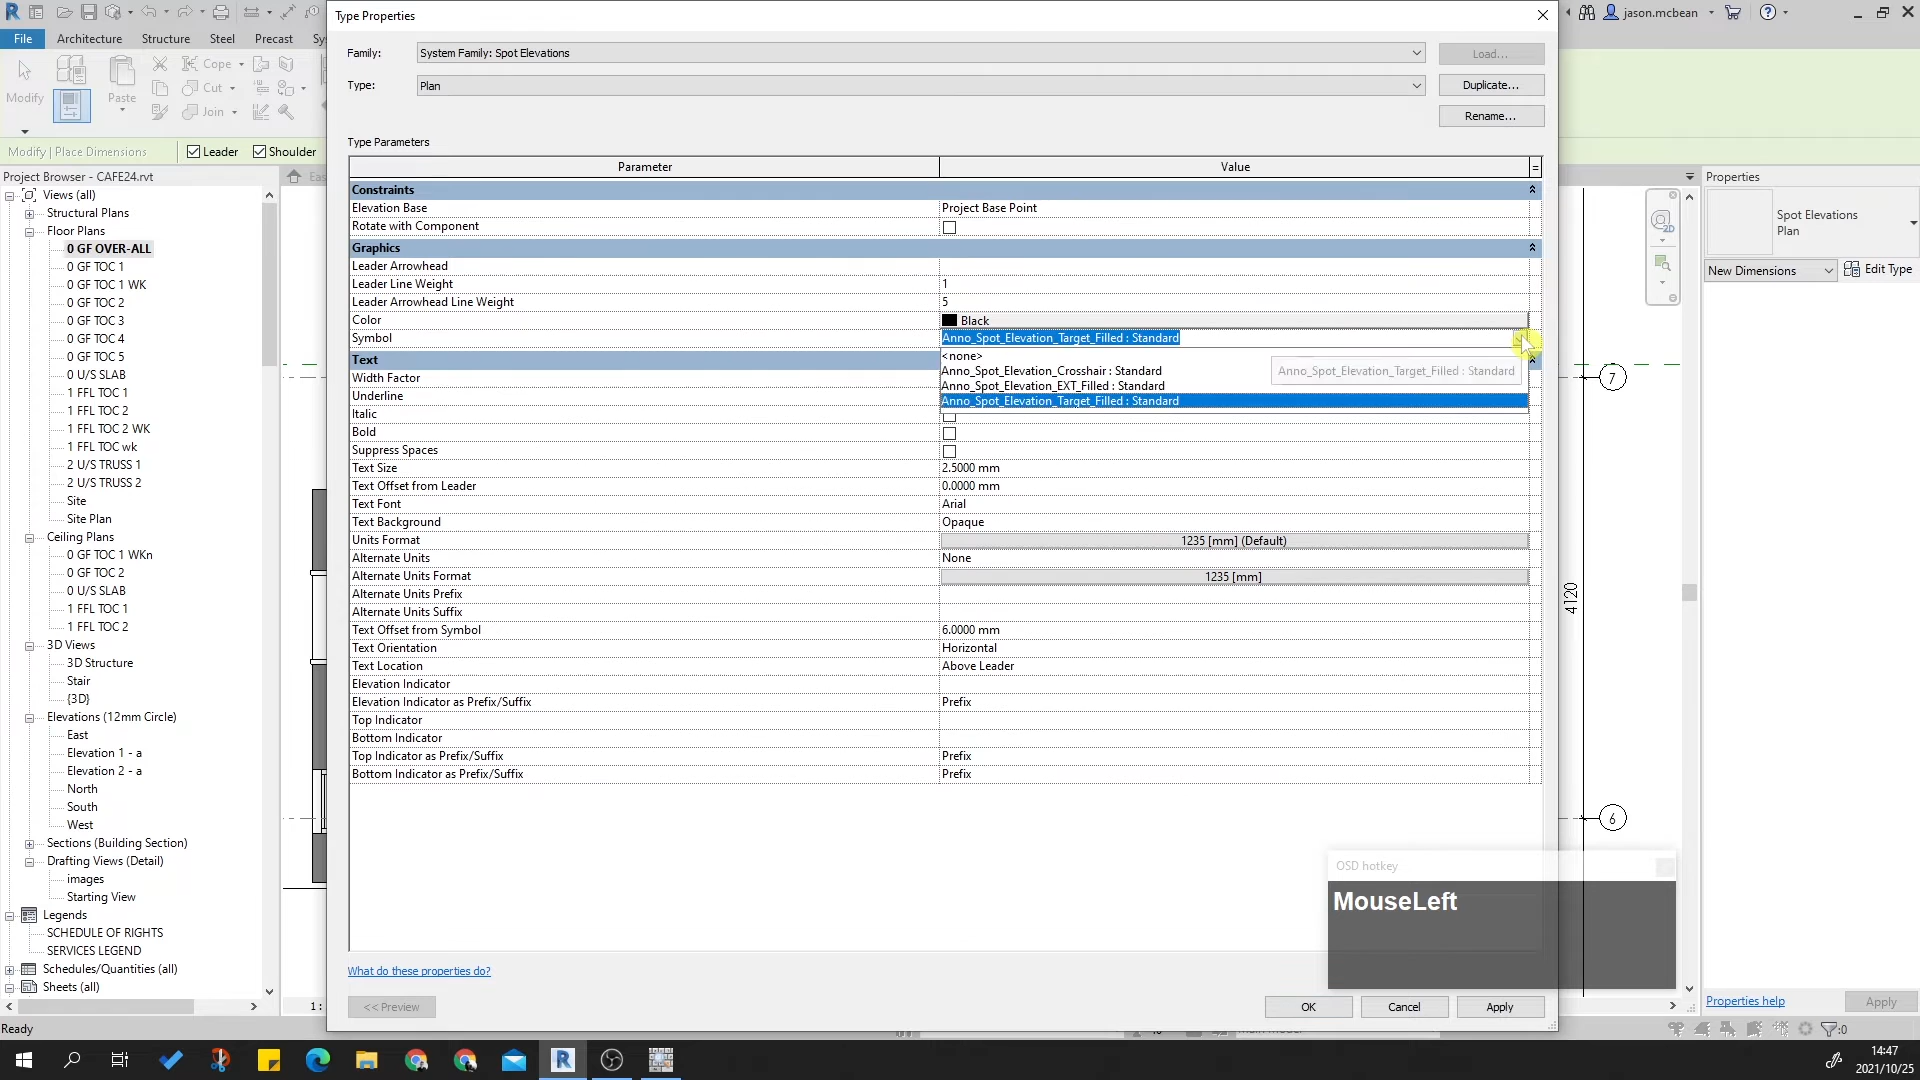 Type Properties
jason.mcbean
File
Architecture
Structure
Steel
Precast
Family:
System Family: Spot Elevations
Load...
Type:
Plan
Duplicate...
Rename...
Modify
Paste
Cope
Cut
Join
Modify | Place Dimensions
Leader
Shoulder
Type Parameters
Parameter
Value
=
Constraints
Elevation Base
Project Base Point
Rotate with Component
Graphics
Leader Arrowhead
Leader Line Weight
1
Leader Arrowhead Line Weight
5
Color
Black
Symbol
Anno_Spot_Elevation_Target_Filled : Standard
<none>
Anno_Spot_Elevation_Crosshair : Standard
Anno_Spot_Elevation_EXT_Filled : Standard
Anno_Spot_Elevation_Target_Filled : Standard
Anno_Spot_Elevation_Target_Filled : Standard
Text
Width Factor
Underline
Italic
Bold
Suppress Spaces
Text Size
2.5000 mm
Text Offset from Leader
0.0000 mm
Text Font
Arial
Text Background
Opaque
Units Format
1235 [mm] (Default)
Alternate Units
None
Alternate Units Format
1235 [mm]
Alternate Units Prefix
Alternate Units Suffix
Text Offset from Symbol
6.0000 mm
Text Orientation
Horizontal
Text Location
Above Leader
Elevation Indicator
Elevation Indicator as Prefix/Suffix
Prefix
Top Indicator
Bottom Indicator
Top Indicator as Prefix/Suffix
Prefix
Bottom Indicator as Prefix/Suffix
Prefix
What do these properties do?
<< Preview
OK
Cancel
Apply
Project Browser - CAFE24.rvt
Views (all)
Structural Plans
Floor Plans
0 GF OVER-ALL
0 GF TOC 1
0 GF TOC 1 WK
0 GF TOC 2
0 GF TOC 3
0 GF TOC 4
0 GF TOC 5
0 U/S SLAB
1 FFL TOC 1
1 FFL TOC 2
1 FFL TOC 2 WK
1 FFL TOC wk
2 U/S TRUSS 1
2 U/S TRUSS 2
Site
Site Plan
Ceiling Plans
0 GF TOC 1 WKn
0 GF TOC 2
0 U/S SLAB
1 FFL TOC 1
1 FFL TOC 2
3D Views
3D Structure
Stair
{3D}
Elevations (12mm Circle)
East
Elevation 1 - a
Elevation 2 - a
North
South
West
Sections (Building Section)
Drafting Views (Detail)
images
Starting View
Legends
SCHEDULE OF RIGHTS
SERVICES LEGEND
Schedules/Quantities (all)
Sheets (all)
Ready
1 :
2D
7
4120
6
Properties
Spot Elevations
Plan
New Dimensions
Edit Type
Properties help
Apply
OSD hotkey
MouseLeft
:0
14:47
2021/10/25